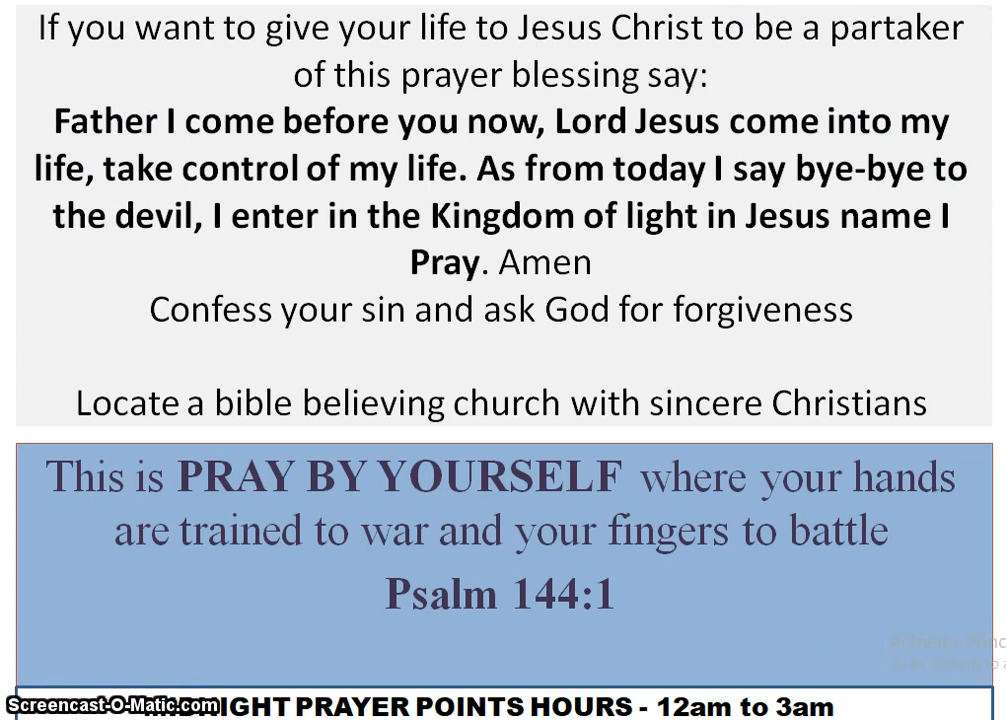 If you want to give your life to Jesus Christ to be a partaker
of this prayer blessing say:
Father I come before you now, Lord Jesus come into my
life, take control of my life. As from today I say bye-bye to
the devil, I enter in the Kingdom of light in Jesus name I
Pray. Amen
Confess your sin and ask God for forgiveness
Locate a bible believing church with sincere Christians
This is PRAY BY YOURSELF where your hands
are trained to war and your fingers to battle
Psalm 144:1
Screencast-O-Matic.com
PRAYER POINTS HOURS - 12am to 3am